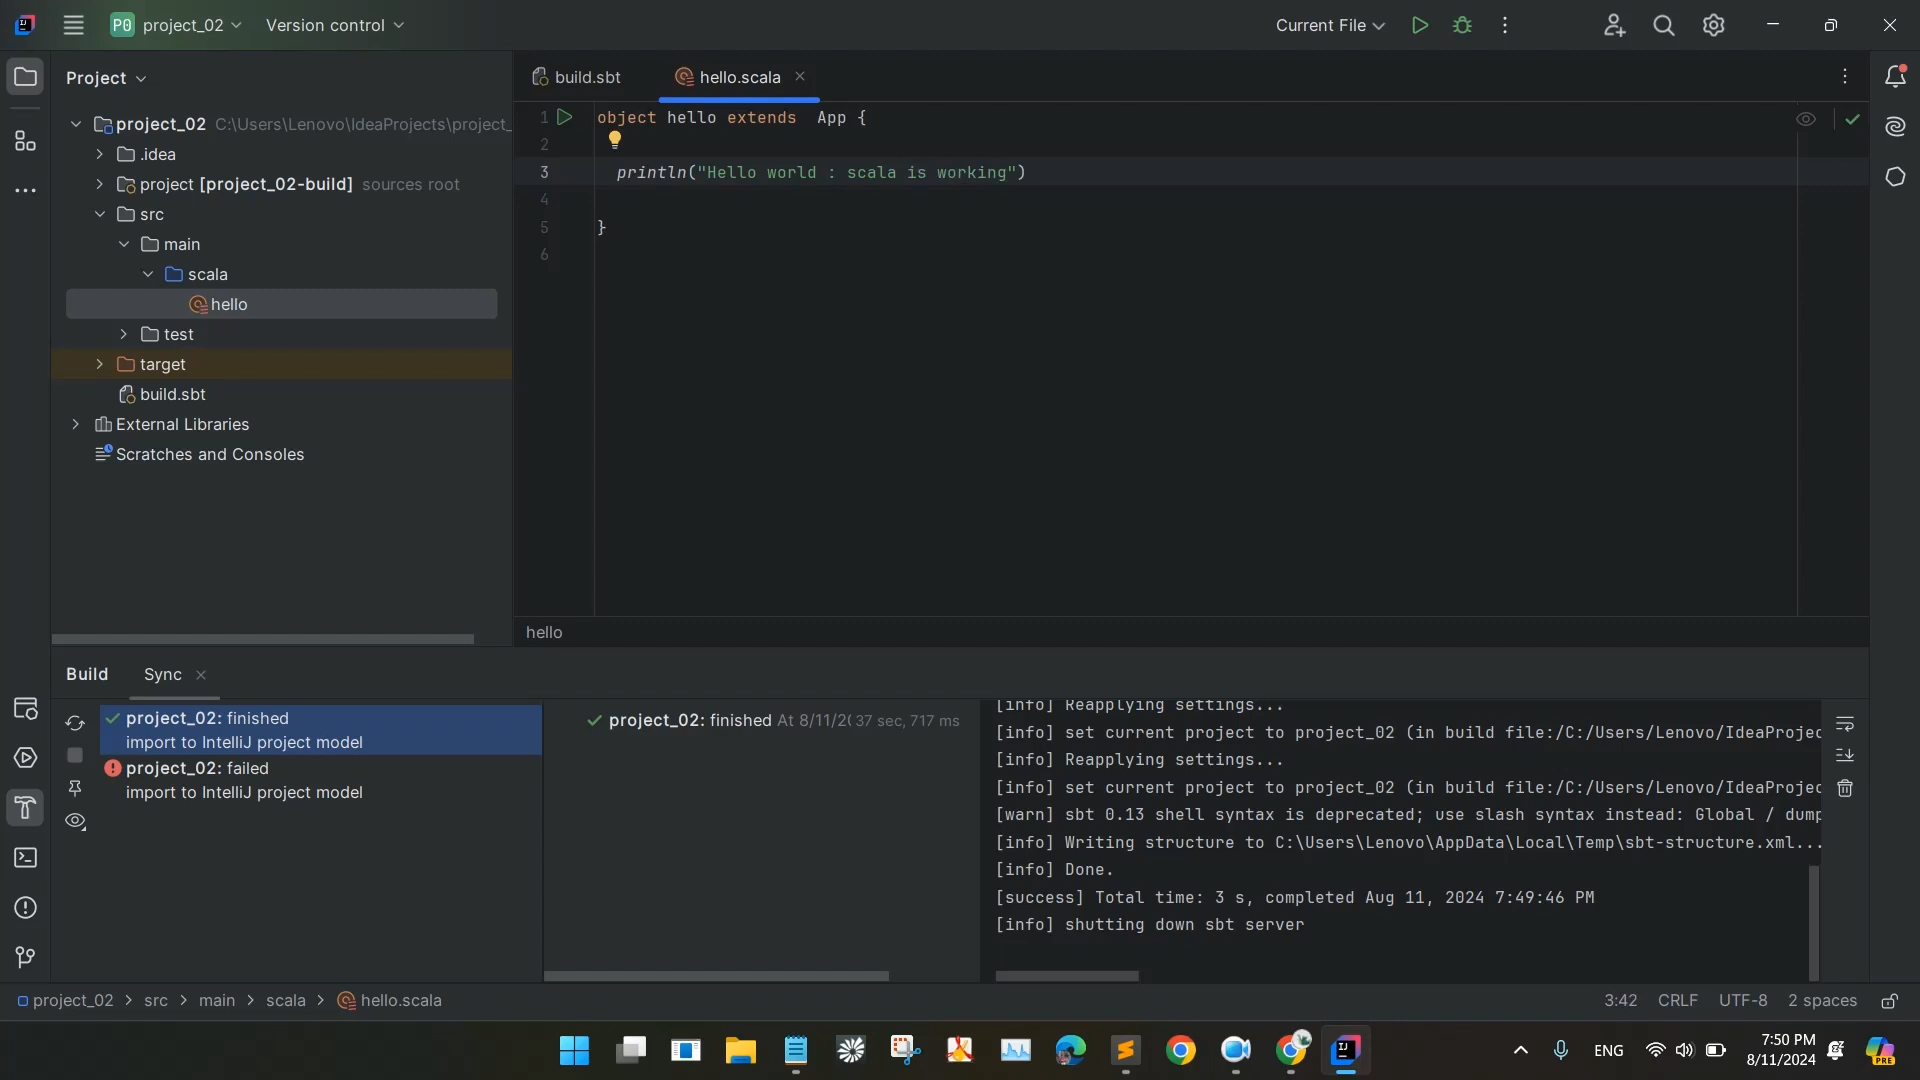 P0 project_02 Version control Current File
Project
project_02 C:\Users\Lenovo\IdeaProjects\project_
.idea
project [project_02-build] sources root
src
main
scala
hello
test
target
build.sbt
External Libraries
Scratches and Consoles
build.sbt hello.scala
1 object hello extends App {
2
3 println("Hello world : scala is working")
4
5 }
6
hello
Build Sync
project_02: finished
import to IntelliJ project model
project_02: failed
import to IntelliJ project model
project_02: finished At 8/11/2( 37 sec, 717 ms
[info] Reapplying settings...
[info] set current project to project_02 (in build file:/C:/Users/Lenovo/IdeaProjec
[info] Reapplying settings...
[info] set current project to project_02 (in build file:/C:/Users/Lenovo/IdeaProjec
[warn] sbt 0.13 shell syntax is deprecated; use slash syntax instead: Global / dump
[info] Writing structure to C:\Users\Lenovo\AppData\Local\Temp\sbt-structure.xml...
[info] Done.
[success] Total time: 3 s, completed Aug 11, 2024 7:49:46 PM
[info] shutting down sbt server
project_02 > src > main > scala > hello.scala
3:42 CRLF UTF-8 2 spaces
ENG
7:50 PM
8/11/2024
PRE